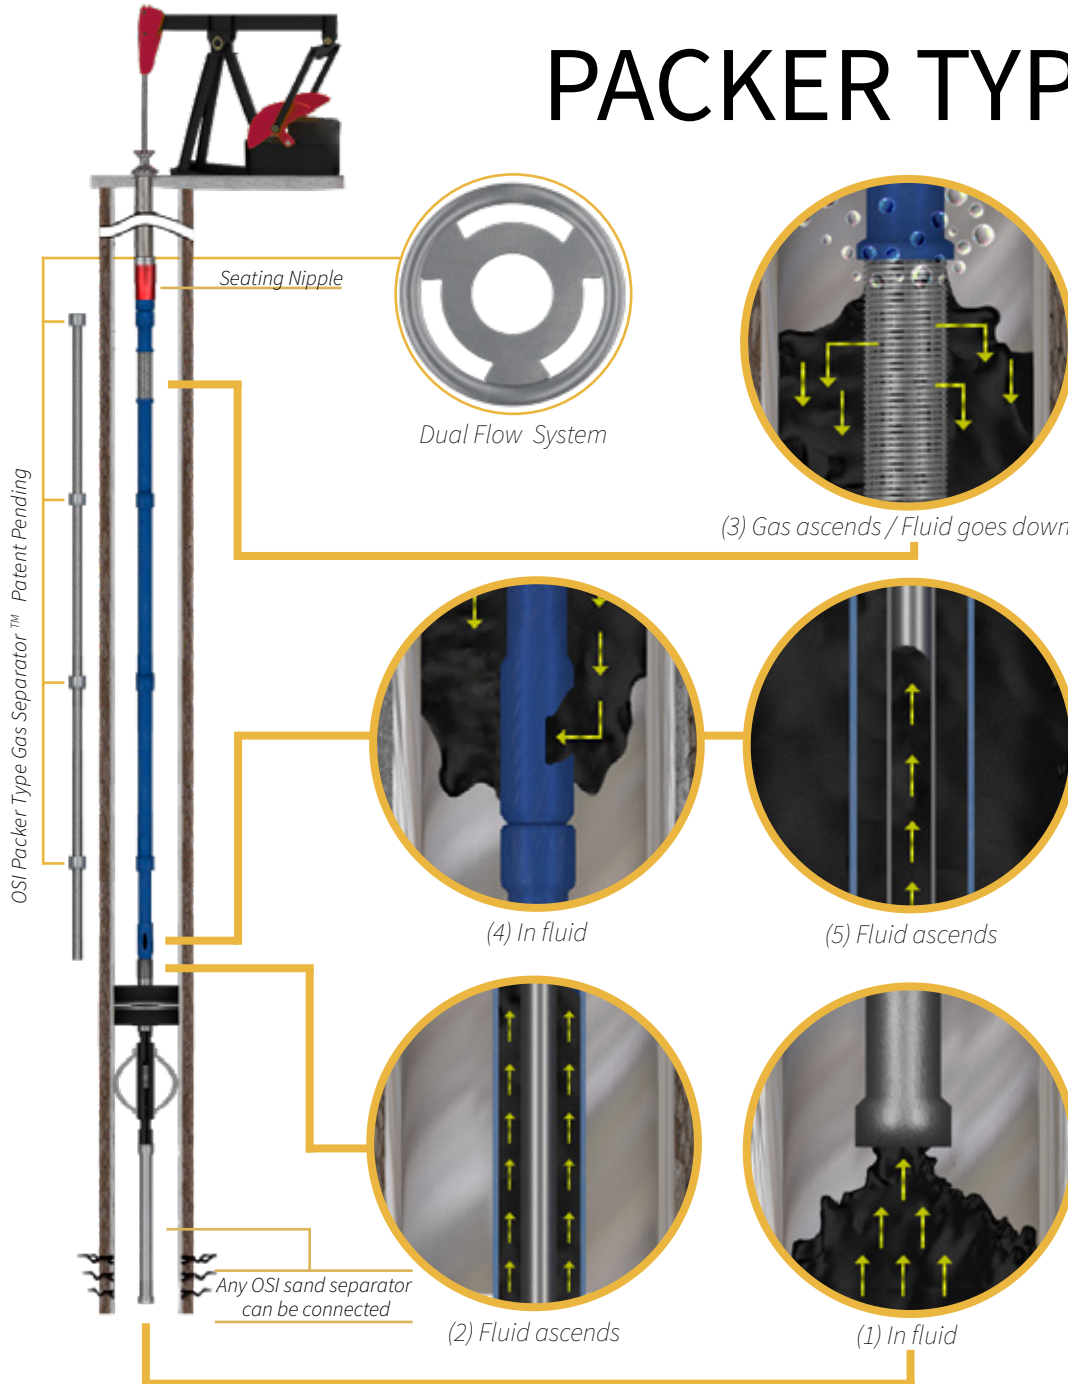 PACKER TYP
Seating Nipple
Dual Flow System
(3) Gas ascends / Fluid goes down
OSI Packer Type Gas Separator™ Patent Pending
(4) In fluid
(5) Fluid ascends
Any OSI sand separator
can be connected
(2) Fluid ascends
(1) In fluid